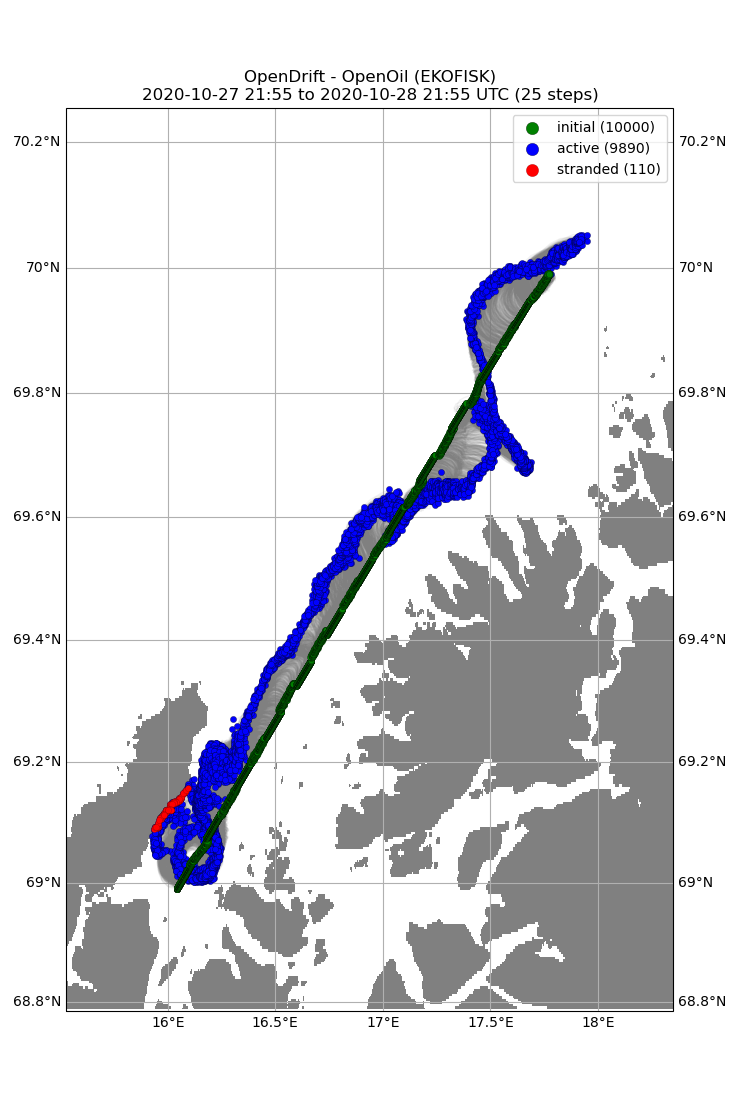 OpenDrift - OpenOil (EKOFISK)
2020-10-27 21:55 to 2020-10-28 21:55 UTC (25 steps)
initial (10000)
active (9890)
stranded (110)
70.2°N 70.2°N
70°N 70°N
69.8°N 69.8°N
69.6°N 69.6°N
69.4°N 69.4°N
69.2°N 69.2°N
69°N 69°N
68.8°N 68.8°N
16°E 16.5°E 17°E 17.5°E 18°E